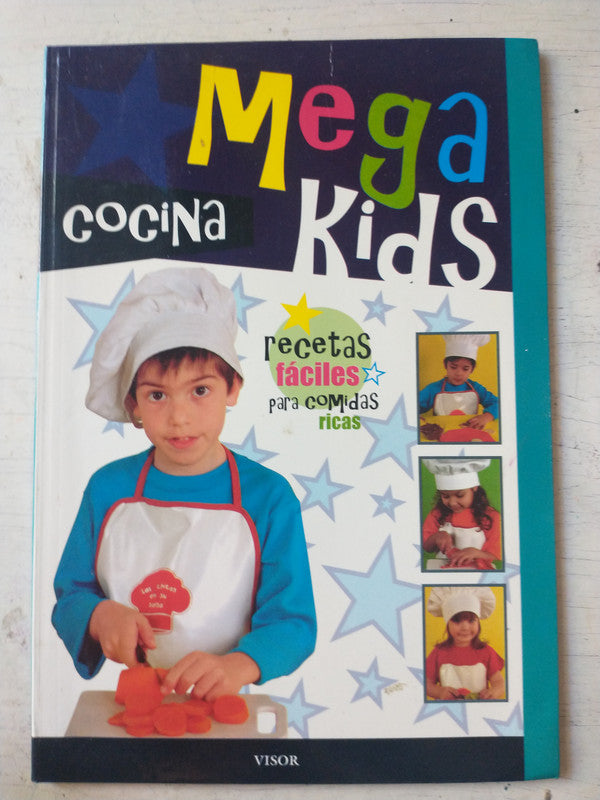 Mega
cocina
Kids
recetas
fáciles
para comidas
ricas
VISOR